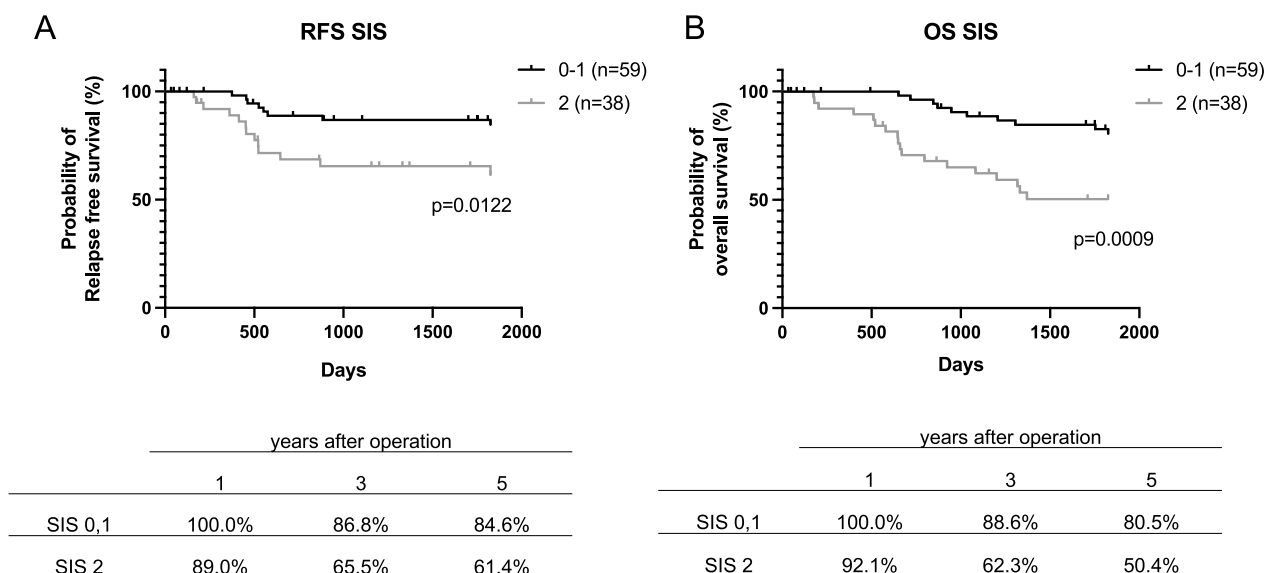 A
RFS SIS
0-1 (n=59)
2 (n=38)
Probability of
Relapse free survival (%)
100
50
0
p=0.0122
0 500 1000 1500 2000
Days
years after operation
1 3 5
SIS 0,1 100.0% 86.8% 84.6%
SIS 2 89.0% 65.5% 61.4%
B
OS SIS
0-1 (n=59)
2 (n=38)
Probability of
overall survival (%)
100
50
0
p=0.0009
0 500 1000 1500 2000
Days
years after operation
1 3 5
SIS 0,1 100.0% 88.6% 80.5%
SIS 2 92.1% 62.3% 50.4%